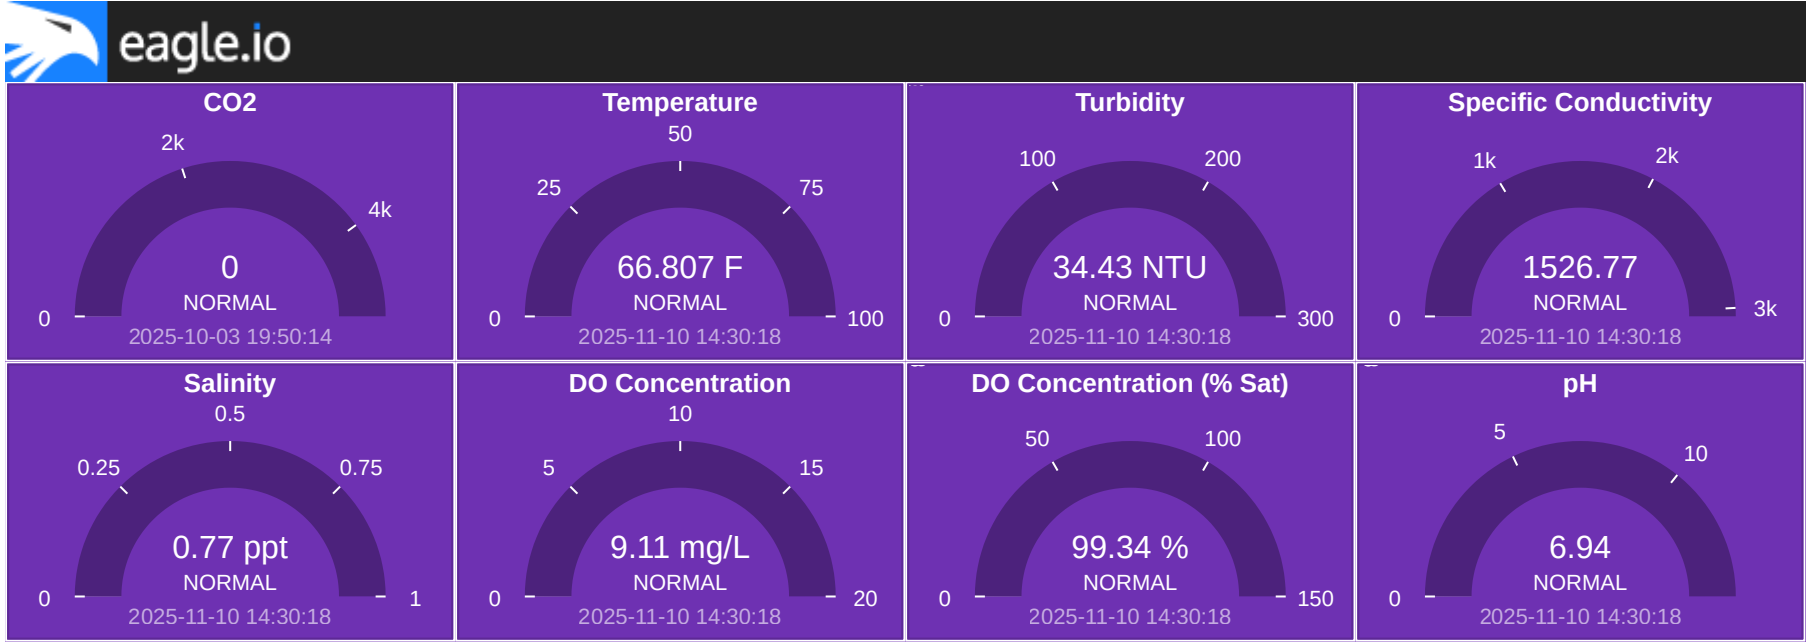 eagle.io
CO2
2k
4k
0
0
NORMAL
2025-10-03 19:50:14
Temperature
50
25
75
66.807 F
NORMAL
0
100
2025-11-10 14:30:18
Turbidity
100
200
34.43 NTU
NORMAL
0
300
2025-11-10 14:30:18
Specific Conductivity
1k
2k
1526.77
NORMAL
0
3k
2025-11-10 14:30:18
Salinity
0.5
0.25
0.75
0.77 ppt
NORMAL
0
1
2025-11-10 14:30:18
DO Concentration
10
5
15
9.11 mg/L
NORMAL
0
20
2025-11-10 14:30:18
DO Concentration (% Sat)
50
100
99.34 %
NORMAL
0
150
2025-11-10 14:30:18
pH
5
10
6.94
NORMAL
0
2025-11-10 14:30:18